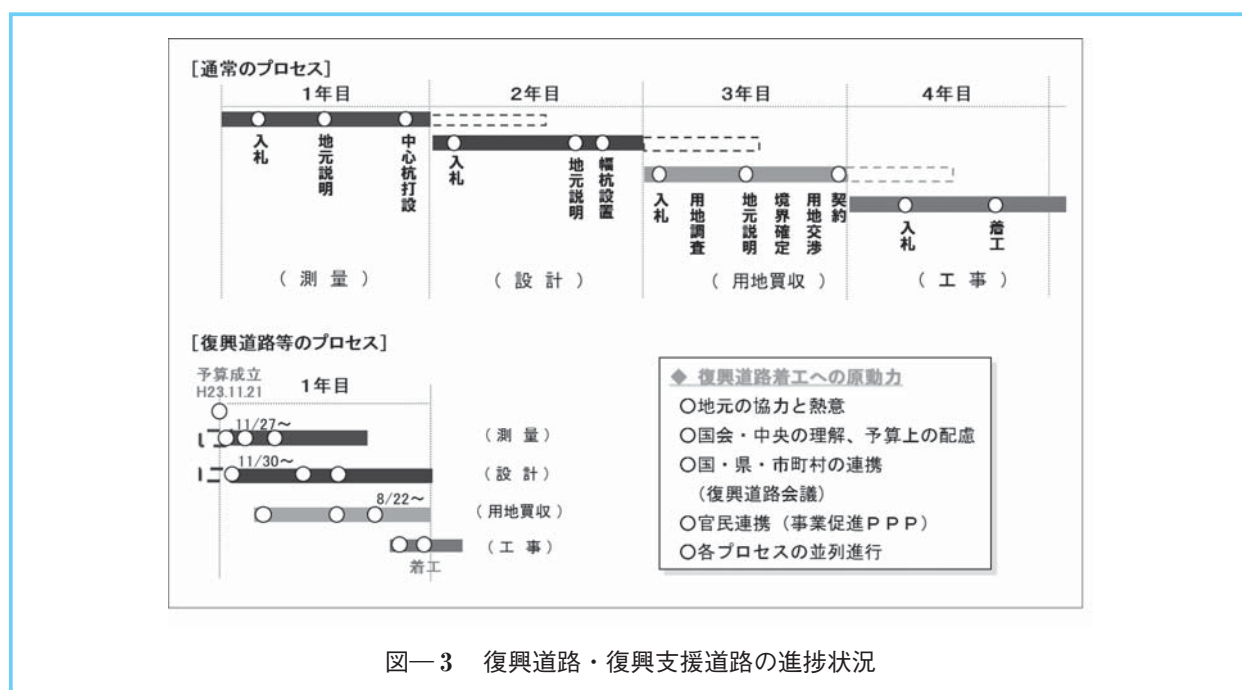 [通常のプロセス]
1年目
2年目
3年目
4年目
入札
地元説明
中心杭打設
入札
地元説明
幅杭設置
入札
用地調査
地元説明
境界確定
用地交渉
契約
入札
着工
(測量)
(設計)
(用地買収)
(工事)
[復興道路等のプロセス]
予算成立
H23.11.21
1年目
11/27~
(測量)
11/30~
(設計)
8/22~
(用地買収)
(工事)
着工
◆ 復興道路着工への原動力
○地元の協力と熱意
○国会・中央の理解、予算上の配慮
○国・県・市町村の連携
(復興道路会議)
○官民連携(事業促進PPP)
○各プロセスの並列進行
図―3 復興道路・復興支援道路の進捗状況